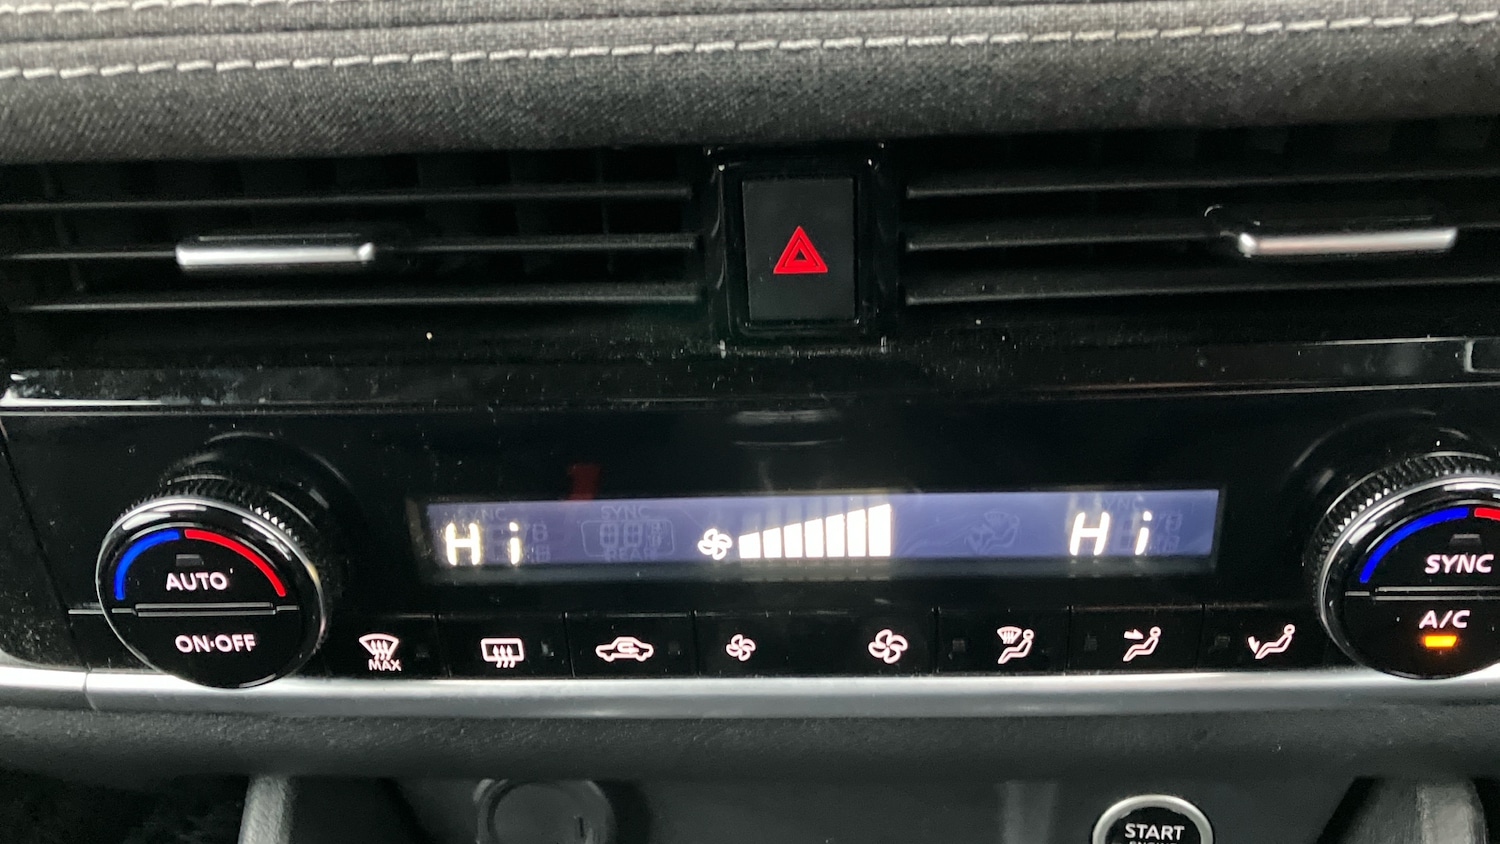 Hi
Hi
AUTO
ON·OFF
MAX
SYNC
A/C
START